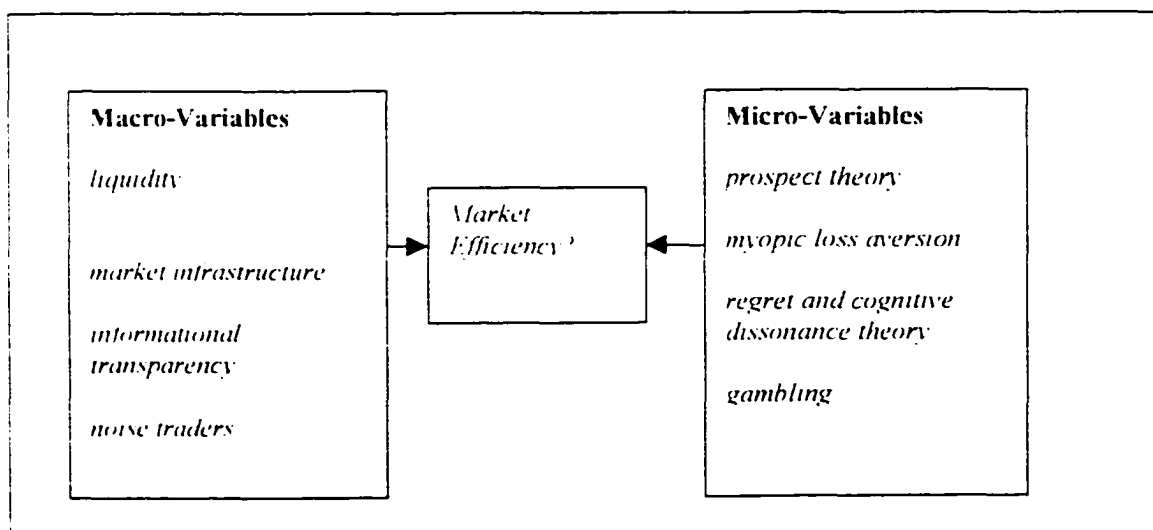 Macro-Variables
liquidity
market infrastructure
informational
transparency
noise traders
Market
Efficiency?
Micro-Variables
prospect theory
myopic loss aversion
regret and cognitive
dissonance theory
gambling